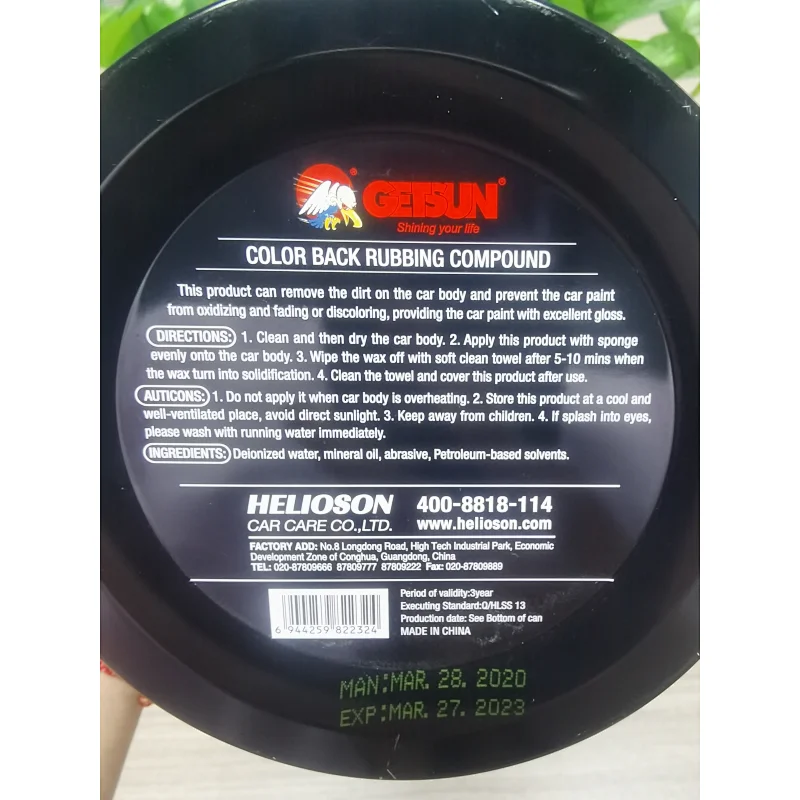 GETSUN®
Shining your life
COLOR BACK RUBBING COMPOUND
This product can remove the dirt on the car body and prevent the car paint
from oxidizing and fading or discoloring, providing the car paint with excellent gloss.
DIRECTIONS: 1. Clean and then dry the car body. 2. Apply this product with sponge
evenly onto the car body. 3. Wipe the wax off with soft clean towel after 5-10 mins when
the wax turn into solidification. 4. Clean the towel and cover this product after use.
AUTICONS: 1. Do not apply it when car body is overheating. 2. Store this product at a cool and
well-ventilated place, avoid direct sunlight. 3. Keep away from children. 4. If splash into eyes,
please wash with running water immediately.
INGREDIENTS: Deionized water, mineral oil, abrasive, Petroleum-based solvents.
HELIOSON 400-8818-114
CAR CARE CO.,LTD. www.helioson.com
FACTORY ADD: No.8 Longdong Road, High Tech Industrial Park, Economic
Development Zone of Conghua, Guangdong, China
TEL: 020-87809666 87809777 87809222 Fax: 020-87809889
Period of validity:3year
Executing Standard:Q/HLSS 13
Production date: See Bottom of can
MADE IN CHINA
6 944259 822324
MAN:MAR. 28. 2020
EXP:MAR. 27. 2023